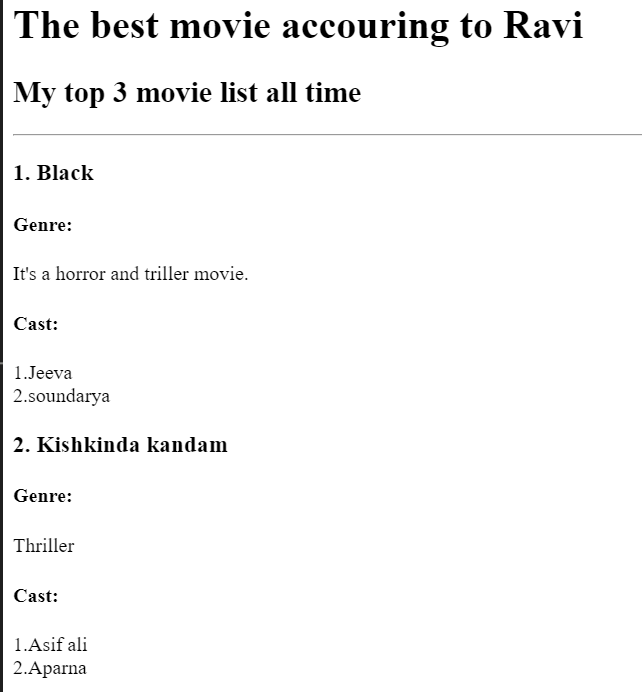 The best movie accouring to Ravi
My top 3 movie list all time
1. Black
Genre:
It's a horror and triller movie.
Cast:
1.Jeeva
2.soundarya
2. Kishkinda kandam
Genre:
Thriller
Cast:
1.Asif ali
2.Aparna